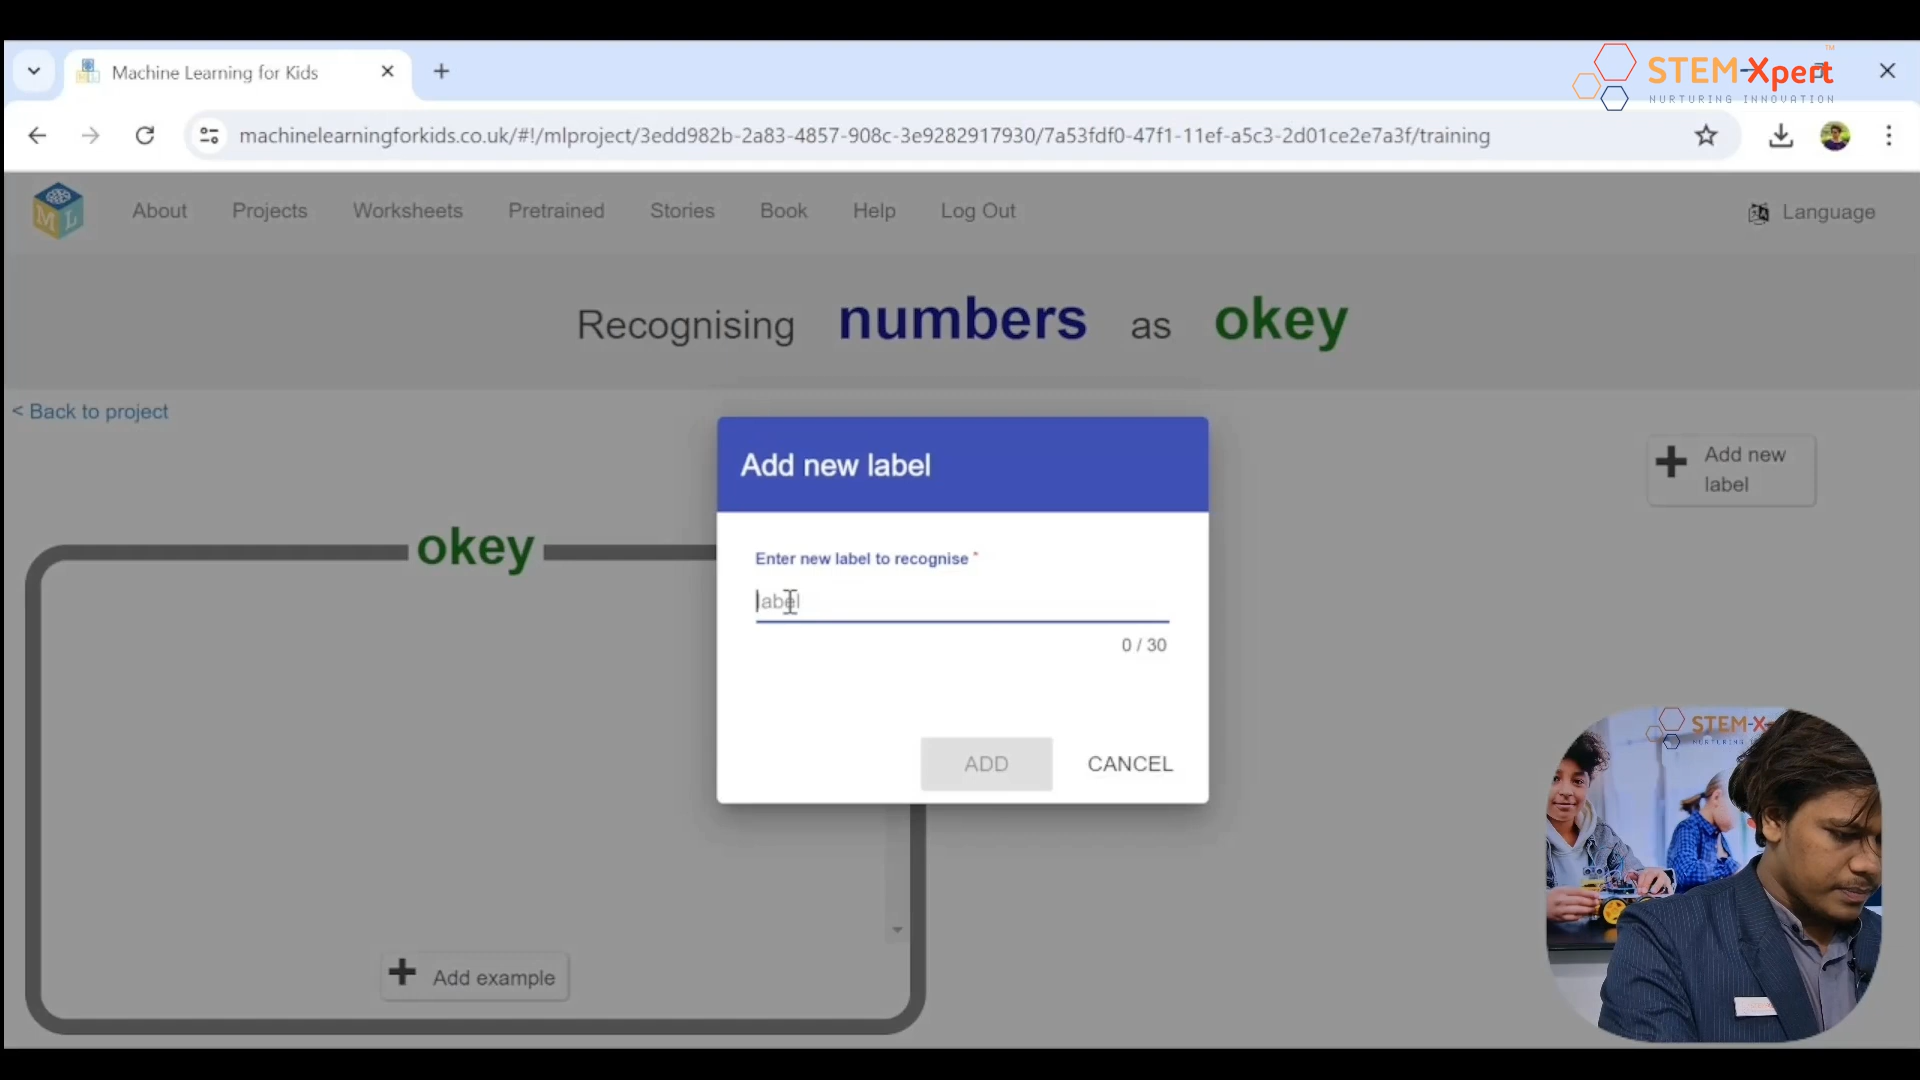 Machine Learning for Kids
STEM-Xpert
TM
NURTURING INNOVATION
machinelearningforkids.co.uk/#!/mlproject/3edd982b-2a83-4857-908c-3e9282917930/7a53fdf0-47f1-11ef-a5c3-2d01ce2e7a3f/training
ML
About Projects Worksheets Pretrained Stories Book Help Log Out Language
Recognising numbers as okey
< Back to project
Add new label
Add new
label
okey
Enter new label to recognise *
label
0 / 30
ADD CANCEL
STEM-X
Add example